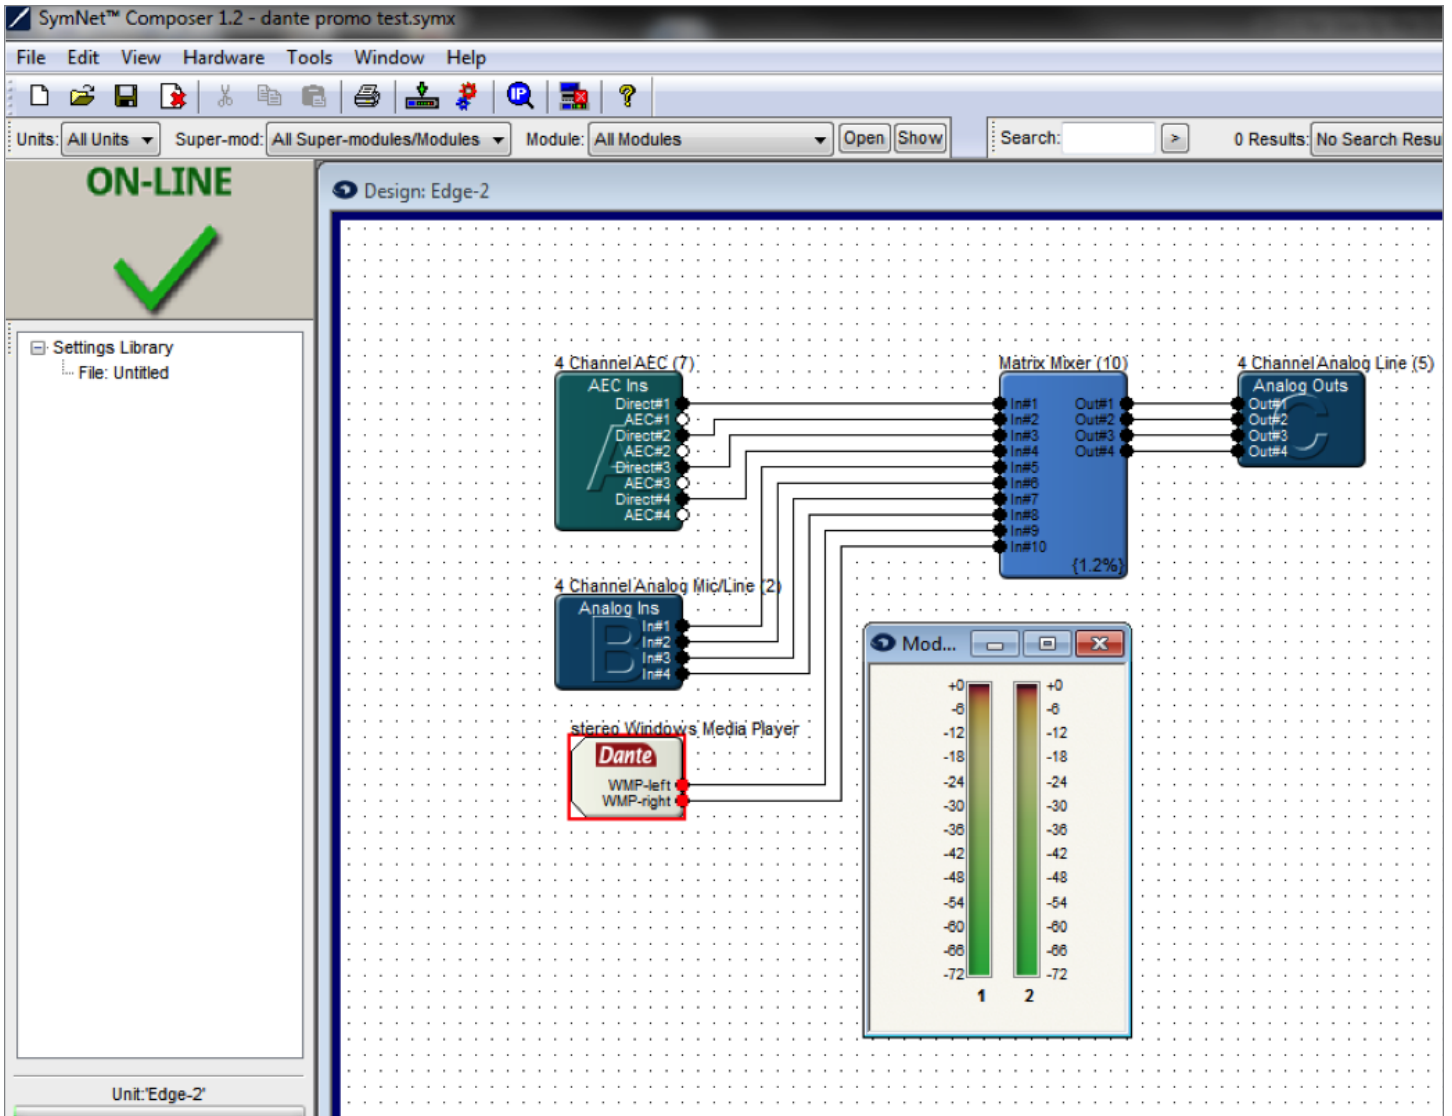 SymNet™ Composer 1.2 - dante promo test.symx
File Edit View Hardware Tools Window Help
IP ?
Units: All Units Super-mod: All Super-modules/Modules Module: All Modules Open Show Search: > 0 Results: No Search Resu
ON-LINE
Design: Edge-2
Settings Library
File: Untitled
4 Channel AEC (7)
AEC Ins
A
Direct#1
AEC#1
Direct#2
AEC#2
Direct#3
AEC#3
Direct#4
AEC#4
Matrix Mixer (10)
In#1 Out#1
In#2 Out#2
In#3 Out#3
In#4 Out#4
In#5
In#6
In#7
In#8
In#9
In#10
{1.2%}
4 Channel Analog Line (5)
Analog Outs
C
Out#1
Out#2
Out#3
Out#4
4 Channel Analog Mic/Line (2)
Analog Ins
B
In#1
In#2
In#3
In#4
stereo Windows Media Player
Dante
WMP-left
WMP-right
Mod...
+0 +0
-6 -6
-12 -12
-18 -18
-24 -24
-30 -30
-36 -36
-42 -42
-48 -48
-54 -54
-60 -60
-66 -66
-72 -72
1 2
Unit:'Edge-2'